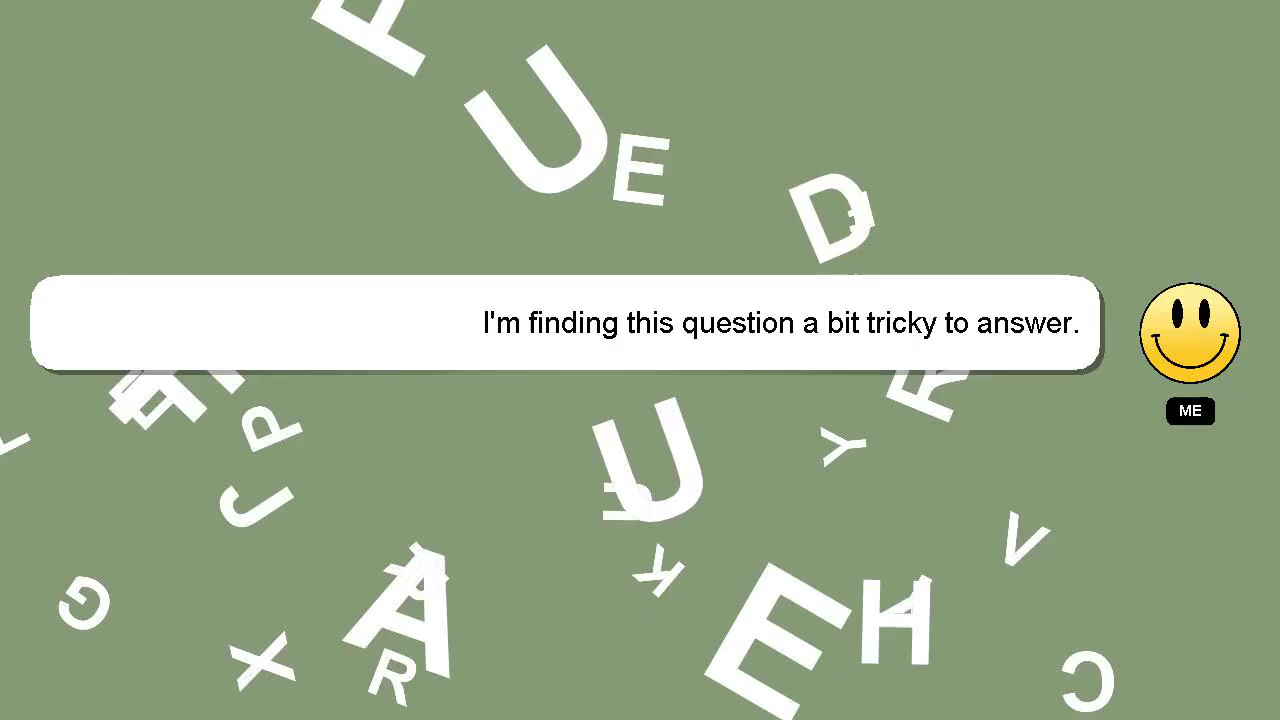 P
U
E
D
I'm finding this question a bit tricky to answer.
ME
R
P
U
Y
J
V
K
G
A
E
H
X
R
C